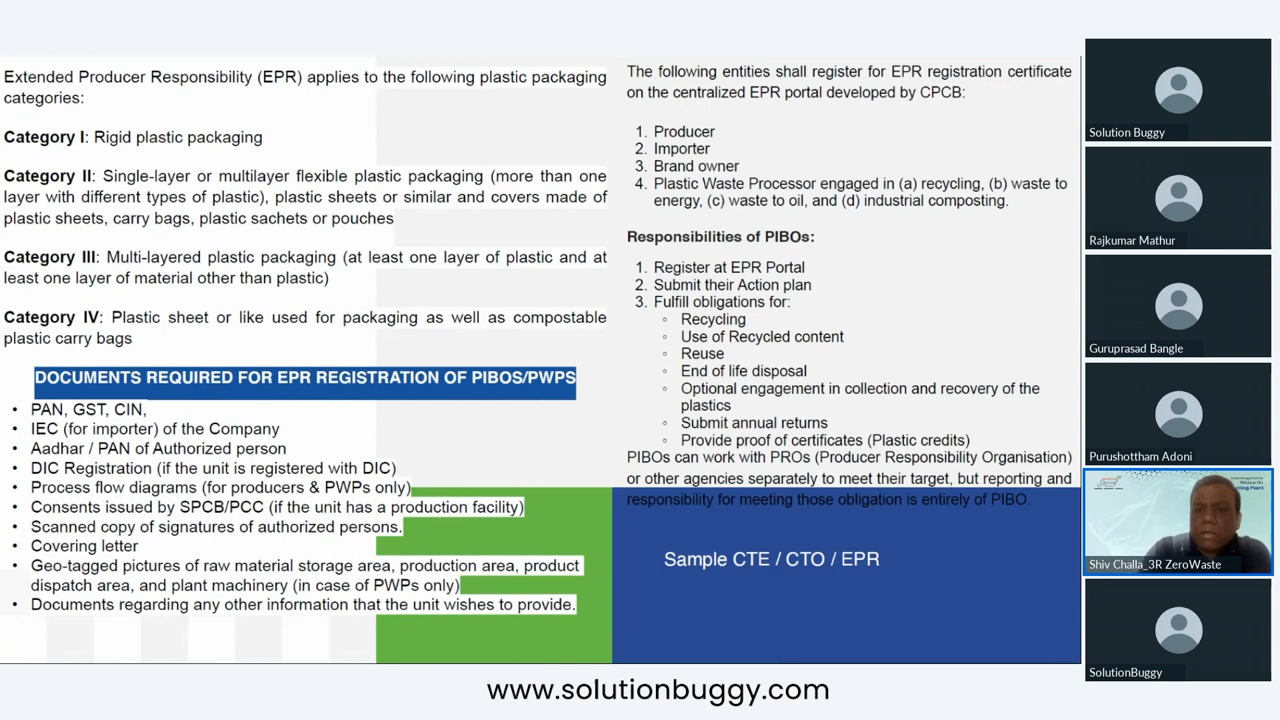 Extended Producer Responsibility (EPR) applies to the following plastic packaging
categories:
Category I: Rigid plastic packaging
Category II: Single-layer or multilayer flexible plastic packaging (more than one
layer with different types of plastic), plastic sheets or similar and covers made of
plastic sheets, carry bags, plastic sachets or pouches
Category III: Multi-layered plastic packaging (at least one layer of plastic and at
least one layer of material other than plastic)
Category IV: Plastic sheet or like used for packaging as well as compostable
plastic carry bags
DOCUMENTS REQUIRED FOR EPR REGISTRATION OF PIBOS/PWPS
• PAN, GST, CIN,
• IEC (for importer) of the Company
• Aadhar / PAN of Authorized person
• DIC Registration (if the unit is registered with DIC)
• Process flow diagrams (for producers & PWPs only)
• Consents issued by SPCB/PCC (if the unit has a production facility)
• Scanned copy of signatures of authorized persons.
• Covering letter
• Geo-tagged pictures of raw material storage area, production area, product
dispatch area, and plant machinery (in case of PWPs only)
• Documents regarding any other information that the unit wishes to provide.
The following entities shall register for EPR registration certificate
on the centralized EPR portal developed by CPCB:
1. Producer
2. Importer
3. Brand owner
4. Plastic Waste Processor engaged in (a) recycling, (b) waste to
energy, (c) waste to oil, and (d) industrial composting.
Responsibilities of PIBOs:
1. Register at EPR Portal
2. Submit their Action plan
3. Fulfill obligations for:
◦ Recycling
◦ Use of Recycled content
◦ Reuse
◦ End of life disposal
◦ Optional engagement in collection and recovery of the
plastics
◦ Submit annual returns
◦ Provide proof of certificates (Plastic credits)
PIBOs can work with PROs (Producer Responsibility Organisation)
or other agencies separately to meet their target, but reporting and
responsibility for meeting those obligation is entirely of PIBO.
Sample CTE / CTO / EPR
Solution Buggy
Rajkumar Mathur
Guruprasad Bangle
Purushottham Adoni
Shiv Challa_3R ZeroWaste
SolutionBuggy
www.solutionbuggy.com